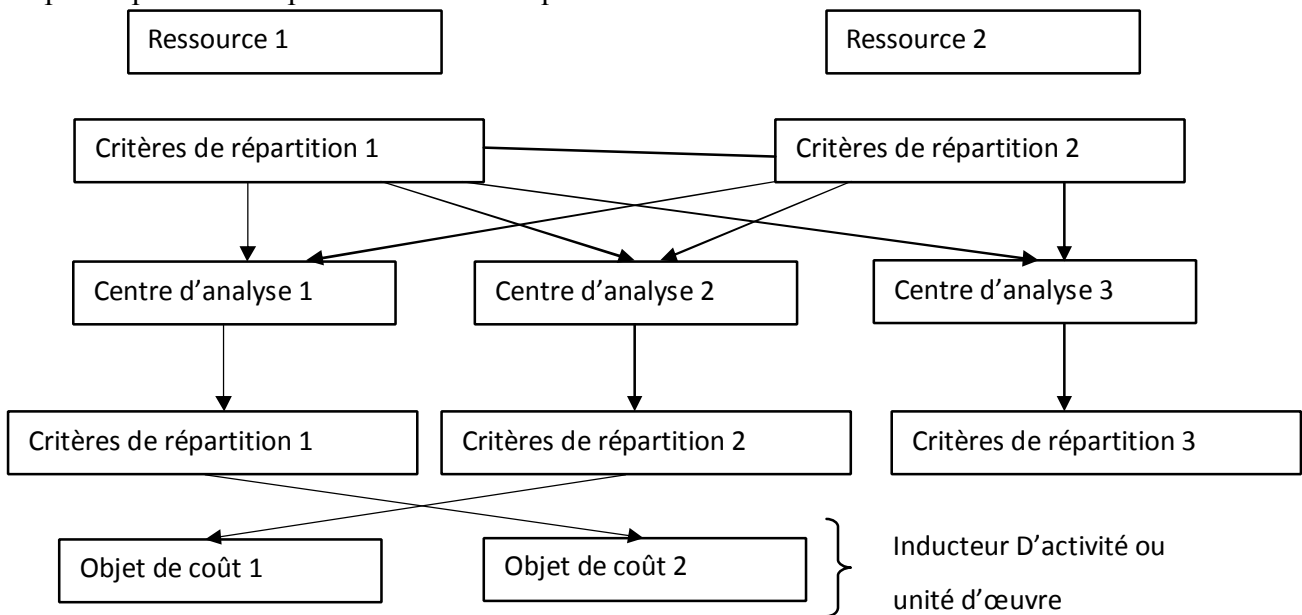 Ressource 1
Ressource 2
Critères de répartition 1
Critères de répartition 2
Centre d’analyse 1
Centre d’analyse 2
Centre d’analyse 3
Critères de répartition 1
Critères de répartition 2
Critères de répartition 3
Objet de coût 1
Objet de coût 2
Inducteur D’activité ou
unité d’œuvre